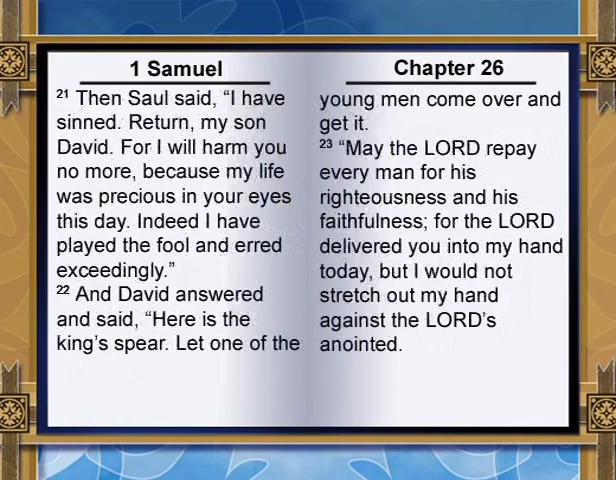 1 Samuel
21 Then Saul said, “I have
sinned. Return, my son
David. For I will harm you
no more, because my life
was precious in your eyes
this day. Indeed I have
played the fool and erred
exceedingly.”
22 And David answered
and said, “Here is the
king’s spear. Let one of the
Chapter 26
young men come over and
get it.
23 “May the LORD repay
every man for his
righteousness and his
faithfulness; for the LORD
delivered you into my hand
today, but I would not
stretch out my hand
against the LORD’s
anointed.